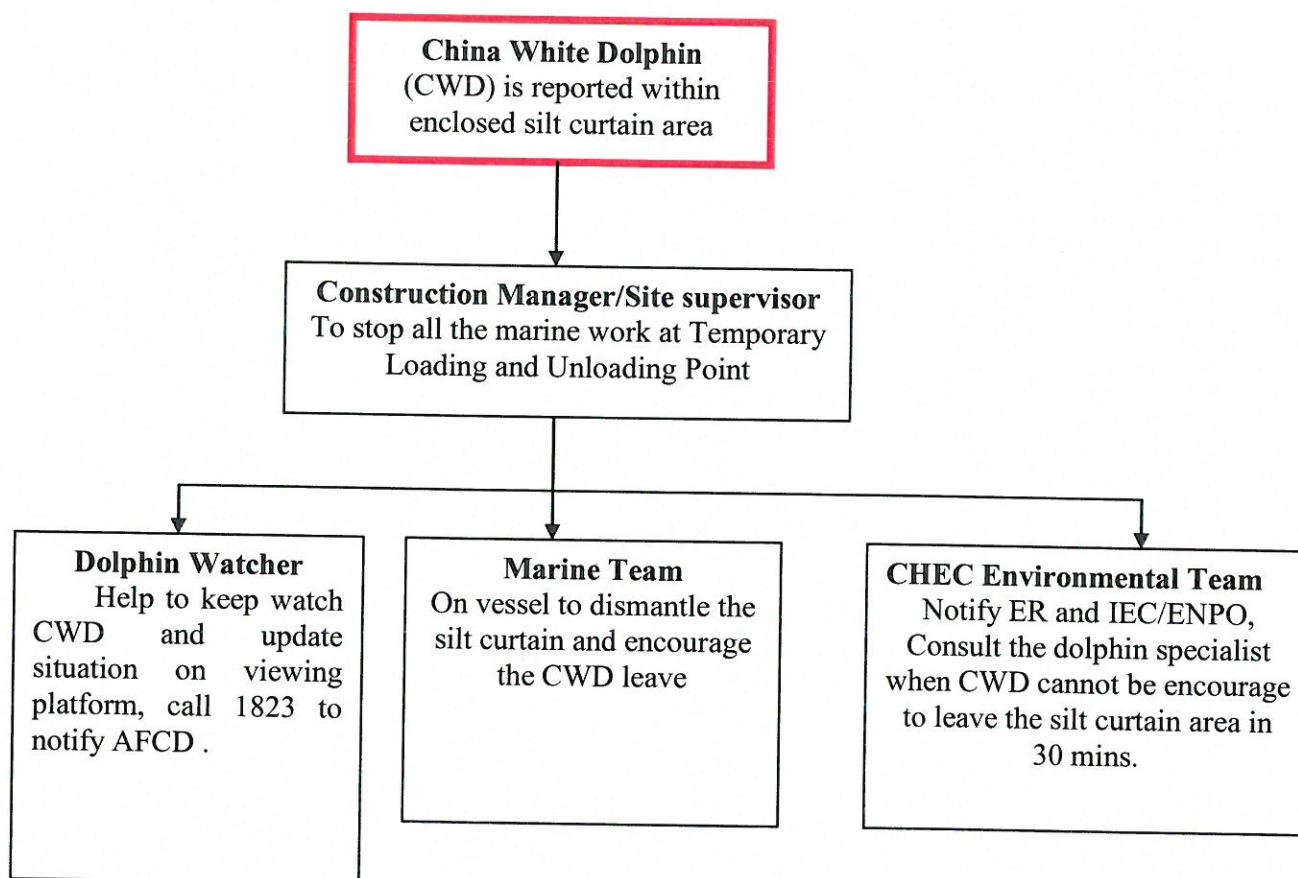 China White Dolphin
(CWD) is reported within
enclosed silt curtain area
Construction Manager/Site supervisor
To stop all the marine work at Temporary
Loading and Unloading Point
Dolphin Watcher
Help to keep watch
CWD and update
situation on viewing
platform, call 1823 to
notify AFCD .
Marine Team
On vessel to dismantle the
silt curtain and encourage
the CWD leave
CHEC Environmental Team
Notify ER and IEC/ENPO,
Consult the dolphin specialist
when CWD cannot be encourage
to leave the silt curtain area in
30 mins.